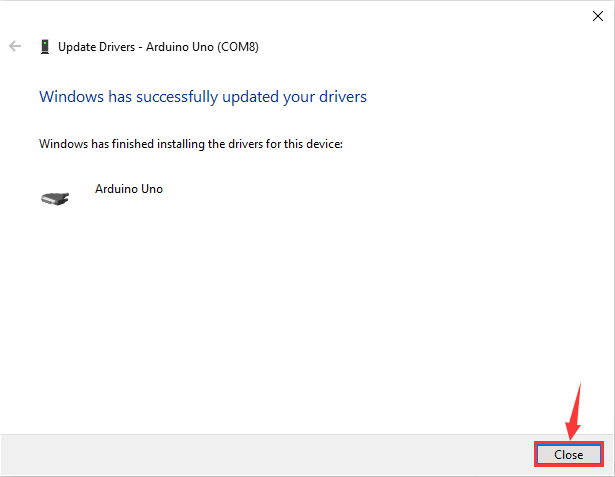 Update Drivers - Arduino Uno (COM8)
Windows has successfully updated your drivers
Windows has finished installing the drivers for this device:
Arduino Uno
Close